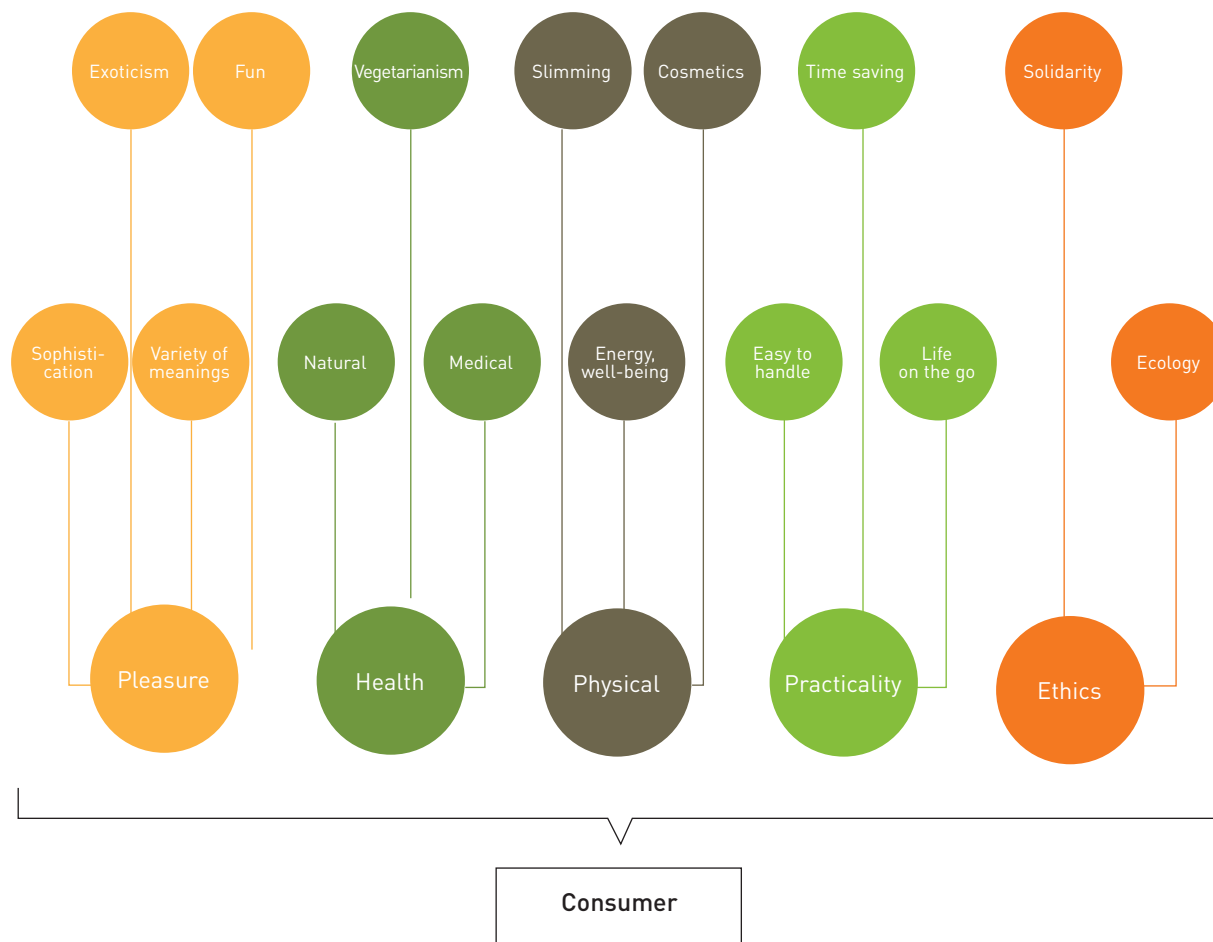 Exoticism
Fun
Vegetarianism
Slimming
Cosmetics
Time saving
Solidarity
Sophisti-
cation
Variety of
meanings
Natural
Medical
Energy,
well-being
Easy to
handle
Life
on the go
Ecology
Pleasure
Health
Physical
Practicality
Ethics
Consumer